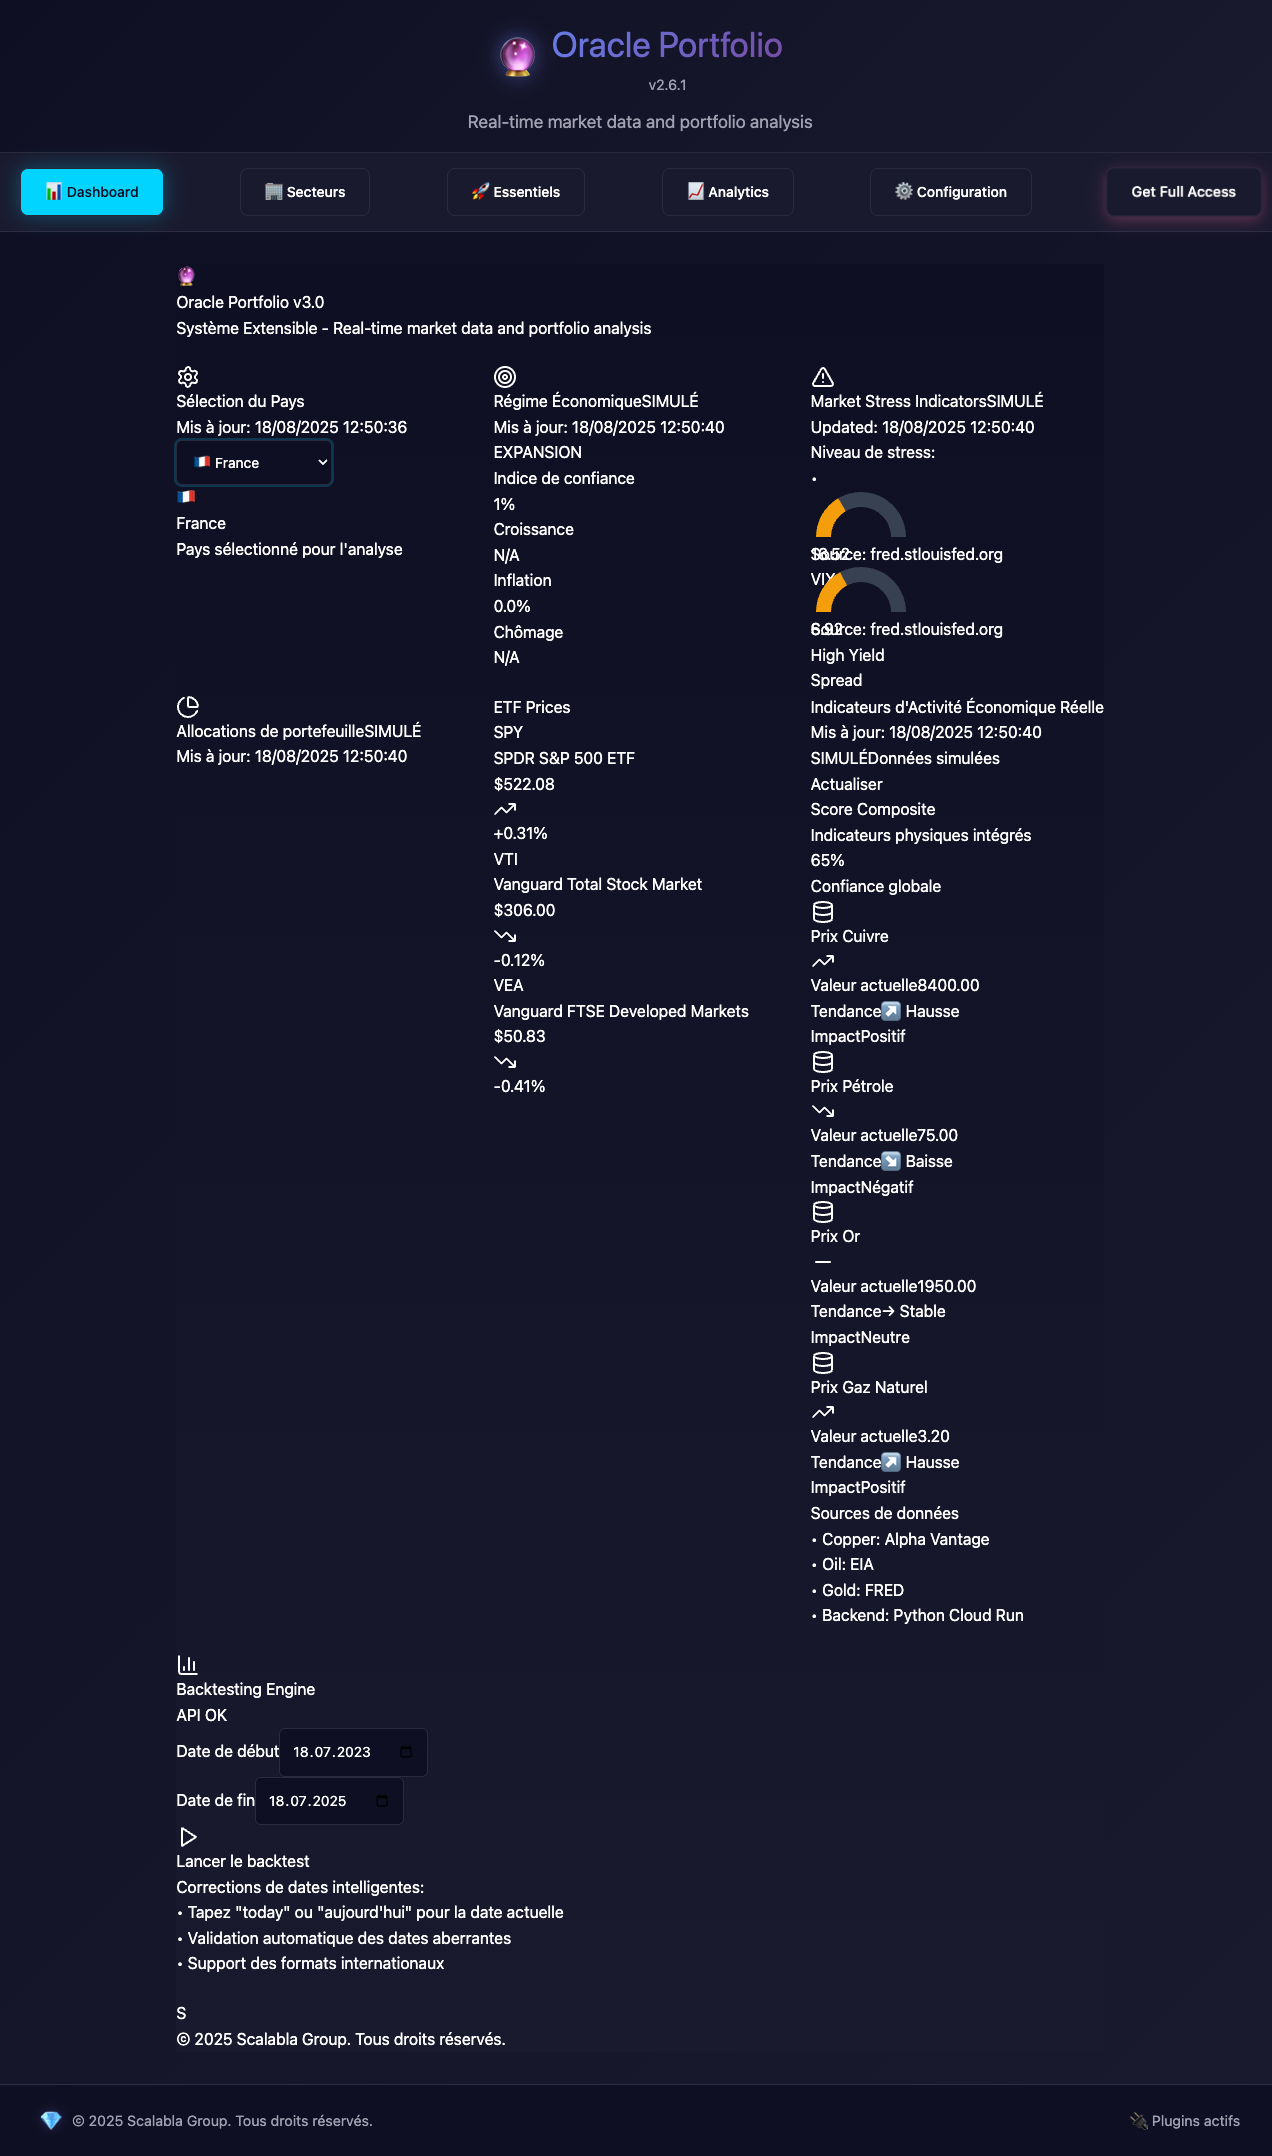 Oracle Portfolio
v2.6.1
Real-time market data and portfolio analysis
Dashboard
Secteurs
Essentiels
Analytics
Configuration
Get Full Access
Oracle Portfolio v3.0
Système Extensible - Real-time market data and portfolio analysis
Sélection du Pays
Mis à jour: 18/08/2025 12:50:36
France
France
Pays sélectionné pour l'analyse
Régime ÉconomiqueSIMULÉ
Mis à jour: 18/08/2025 12:50:40
EXPANSION
Indice de confiance
1%
Croissance
N/A
Inflation
0.0%
Chômage
N/A
Market Stress IndicatorsSIMULÉ
Updated: 18/08/2025 12:50:40
Niveau de stress:
•
16.52
Source: fred.stlouisfed.org
VIX
6.92
Source: fred.stlouisfed.org
High Yield
Spread
Allocations de portefeuilleSIMULÉ
Mis à jour: 18/08/2025 12:50:40
ETF Prices
SPY
SPDR S&P 500 ETF
$522.08
+0.31%
VTI
Vanguard Total Stock Market
$306.00
-0.12%
VEA
Vanguard FTSE Developed Markets
$50.83
-0.41%
Indicateurs d'Activité Économique Réelle
Mis à jour: 18/08/2025 12:50:40
SIMULÉDonnées simulées
Actualiser
Score Composite
Indicateurs physiques intégrés
65%
Confiance globale
Prix Cuivre
Valeur actuelle8400.00
Tendance↗ Hausse
ImpactPositif
Prix Pétrole
Valeur actuelle75.00
Tendance↘ Baisse
ImpactNégatif
Prix Or
Valeur actuelle1950.00
Tendance→ Stable
ImpactNeutre
Prix Gaz Naturel
Valeur actuelle3.20
Tendance↗ Hausse
ImpactPositif
Sources de données
• Copper: Alpha Vantage
• Oil: EIA
• Gold: FRED
• Backend: Python Cloud Run
Backtesting Engine
API OK
Date de début 18.07.2023
Date de fin 18.07.2025
Lancer le backtest
Corrections de dates intelligentes:
• Tapez "today" ou "aujourd'hui" pour la date actuelle
• Validation automatique des dates aberrantes
• Support des formats internationaux
S
© 2025 Scalabla Group. Tous droits réservés.
© 2025 Scalabla Group. Tous droits réservés.
Plugins actifs